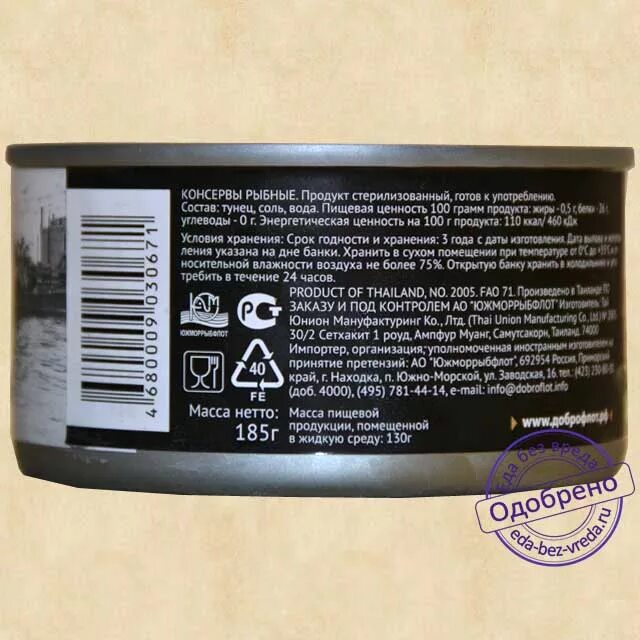 КОНСЕРВЫ РЫБНЫЕ. Продукт стерилизованный, готов к употреблению.
Состав: тунец, соль, вода. Пищевая ценность 100 грамм продукта: жиры - 0,5 г, белки - 26 г,
углеводы - 0 г. Энергетическая ценность на 100 г продукта: 110 ккал/ 460 кДж
Условия хранения: Срок годности и хранения: 3 года с даты изготовления. Дата вылова и изготов
ления указана на дне банки. Хранить в сухом помещении при температуре от 0°С до
носительной влажности воздуха не более 75%. Открытую банку хранить в холодильнике и
требить в течение 24 часов.
PRODUCT OF THAILAND, NO. 2005. FAO 71. Произведено в Таиланде ПО
ЗАКАЗУ И ПОД КОНТРОЛЕМ АО "ЮЖМОРРЫБФЛОТ" Изготовитель: Тай
Юнион Мануфактуринг Ко., Лтд. (Thai Union Manufacturing Co., Ltd.) №
30/2 Сетхакит 1 роуд, Ампфур Муанг, Самутсакорн, Таиланд, 74000
Импортер, организация,уполномоченная иностранным изготовителем на
принятие претензий: АО "Южморрыбфлот", 692954 Россия, Приморский
край, г. Находка, п. Южно-Морской, ул. Заводская, 16. тел.: (423)
(доб. 4000), (495) 781-44-14, e-mail: info@dobroflot.info
ЮЖМОРРЫБФЛОТ
РСТ
40
FE
Масса нетто:
185г
Масса пищевой
продукции, помещенной
в жидкую среду: 130г
www.доброфлот.рф
4 680009 030671
Еда без вреда
Одобрено
eda-bez-vreda.ru